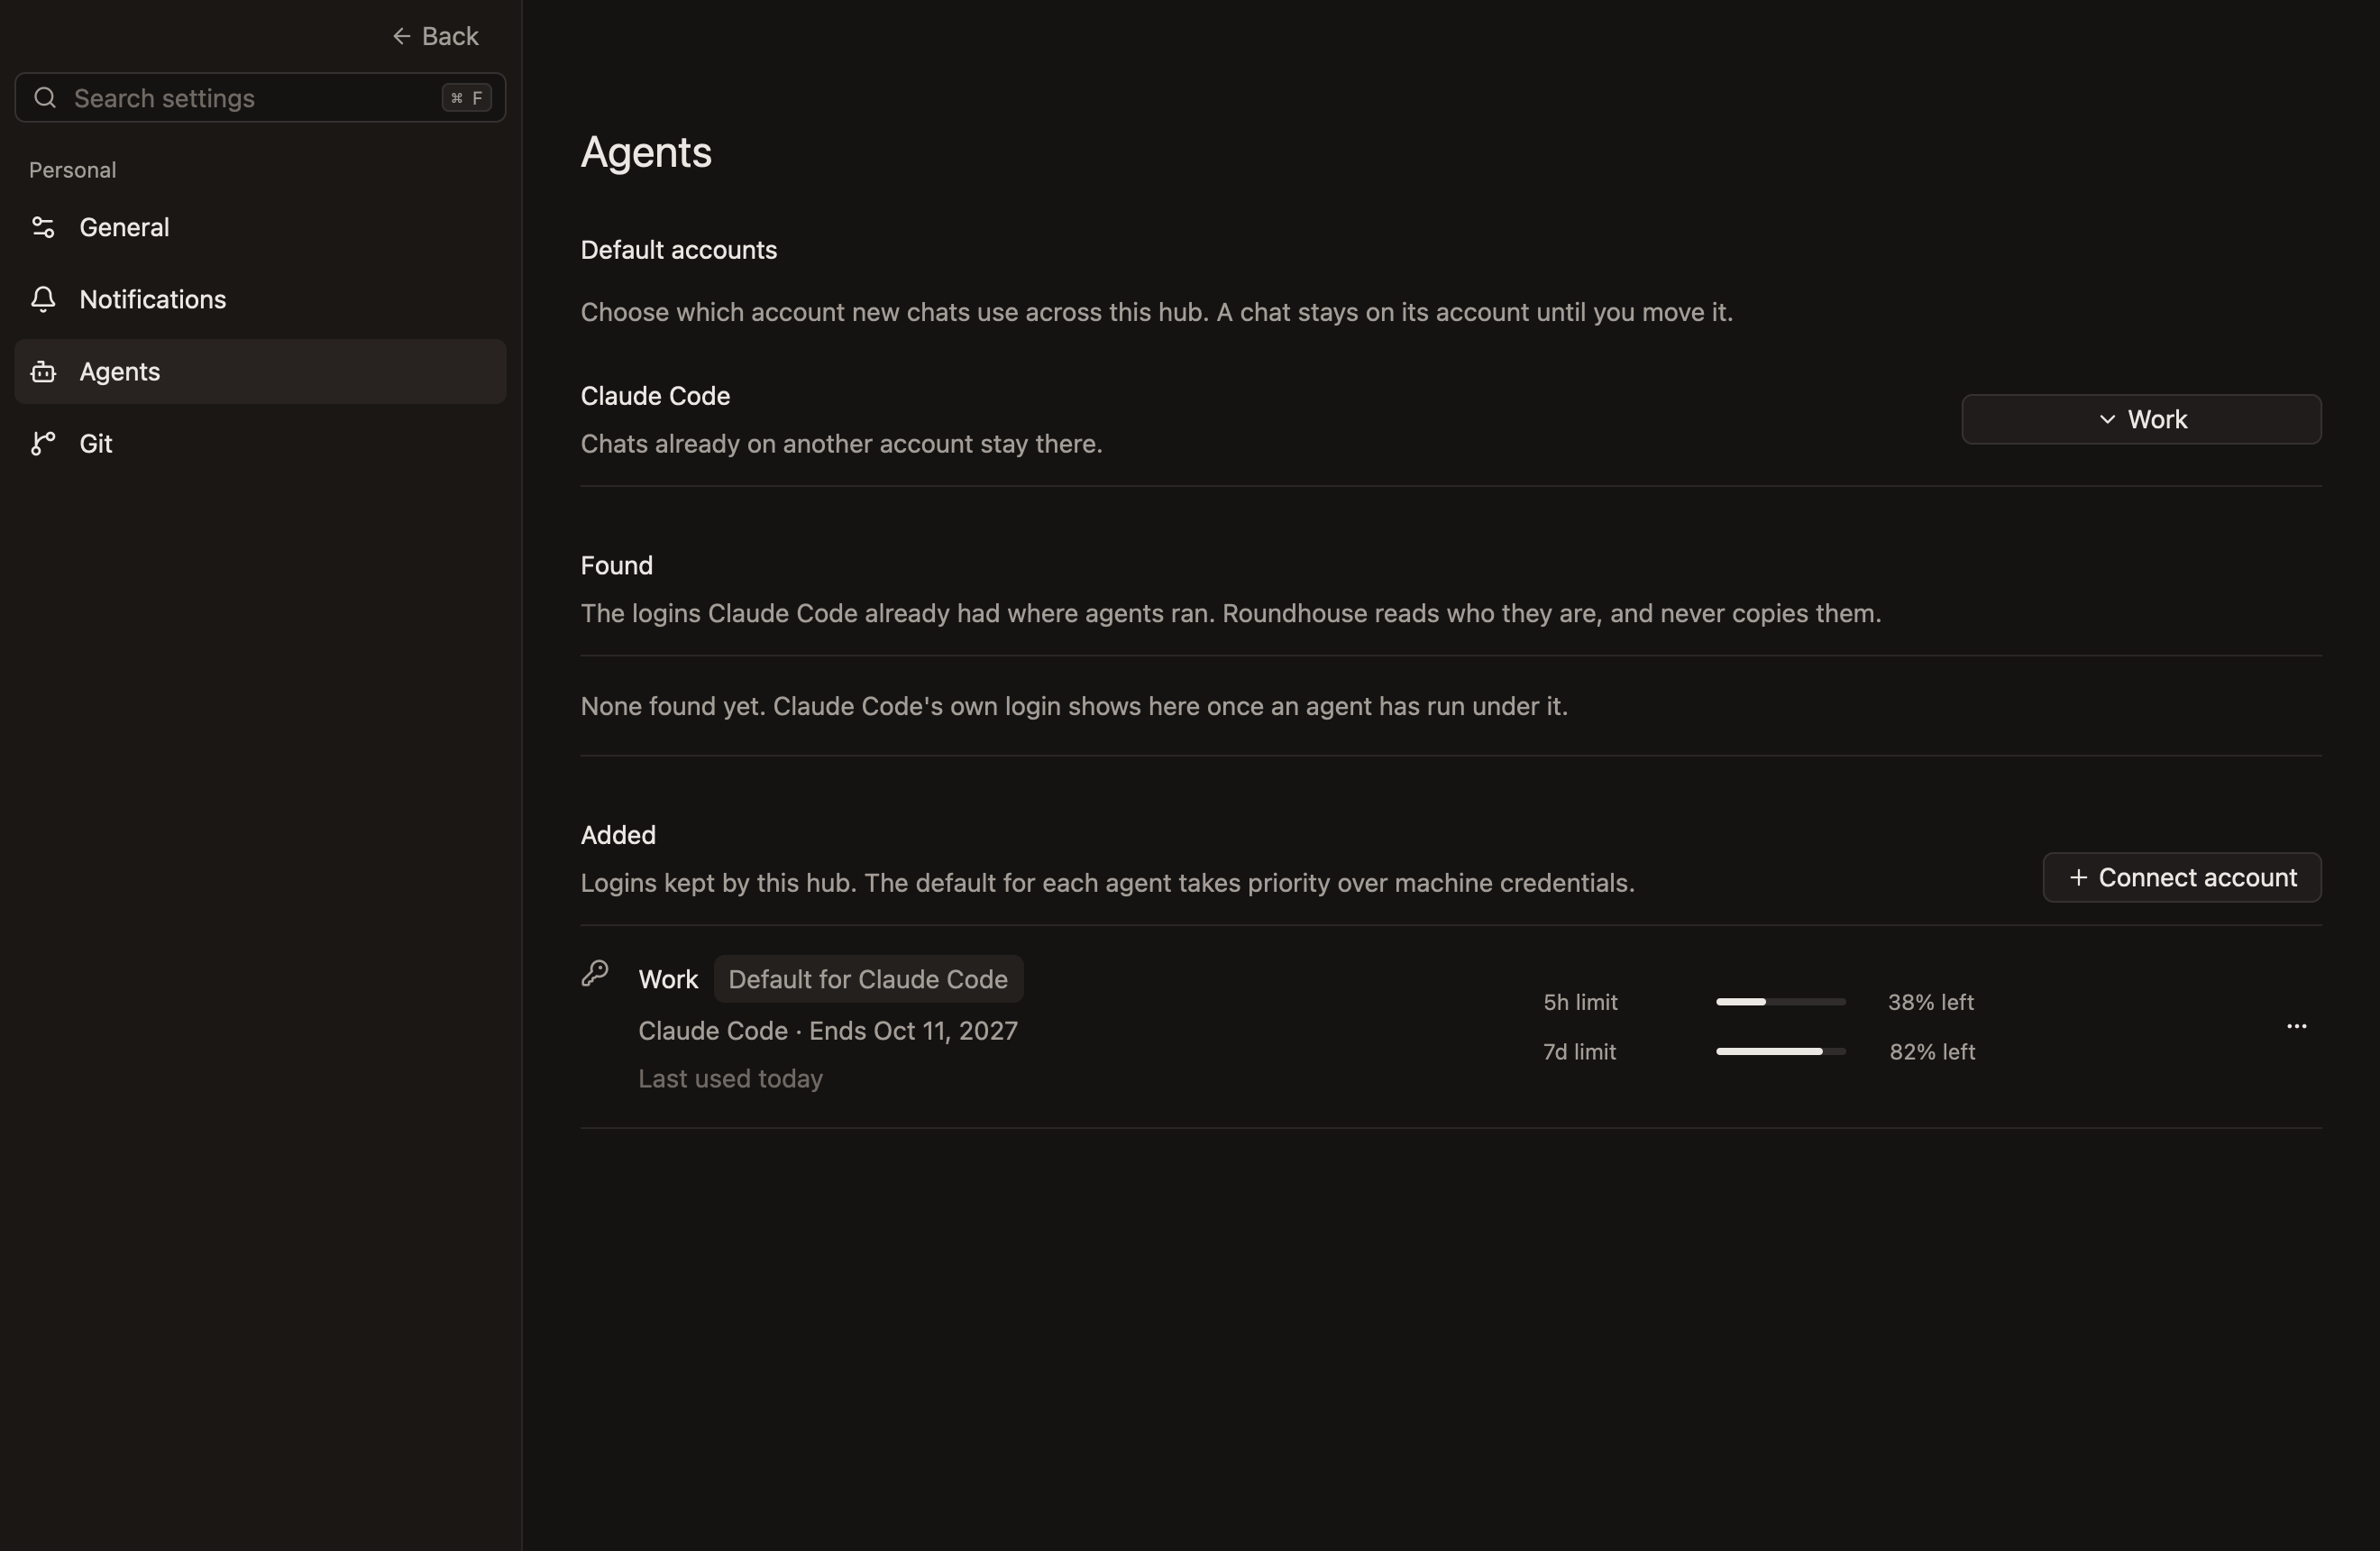 Back
Search settings
⌘ F
Personal
General
Notifications
Agents
Git
Agents
Default accounts
Choose which account new chats use across this hub. A chat stays on its account until you move it.
Claude Code
Chats already on another account stay there.
Work
Found
The logins Claude Code already had where agents ran. Roundhouse reads who they are, and never copies them.
None found yet. Claude Code's own login shows here once an agent has run under it.
Added
Logins kept by this hub. The default for each agent takes priority over machine credentials.
Connect account
Work Default for Claude Code
Claude Code · Ends Oct 11, 2027
Last used today
5h limit 38% left
7d limit 82% left